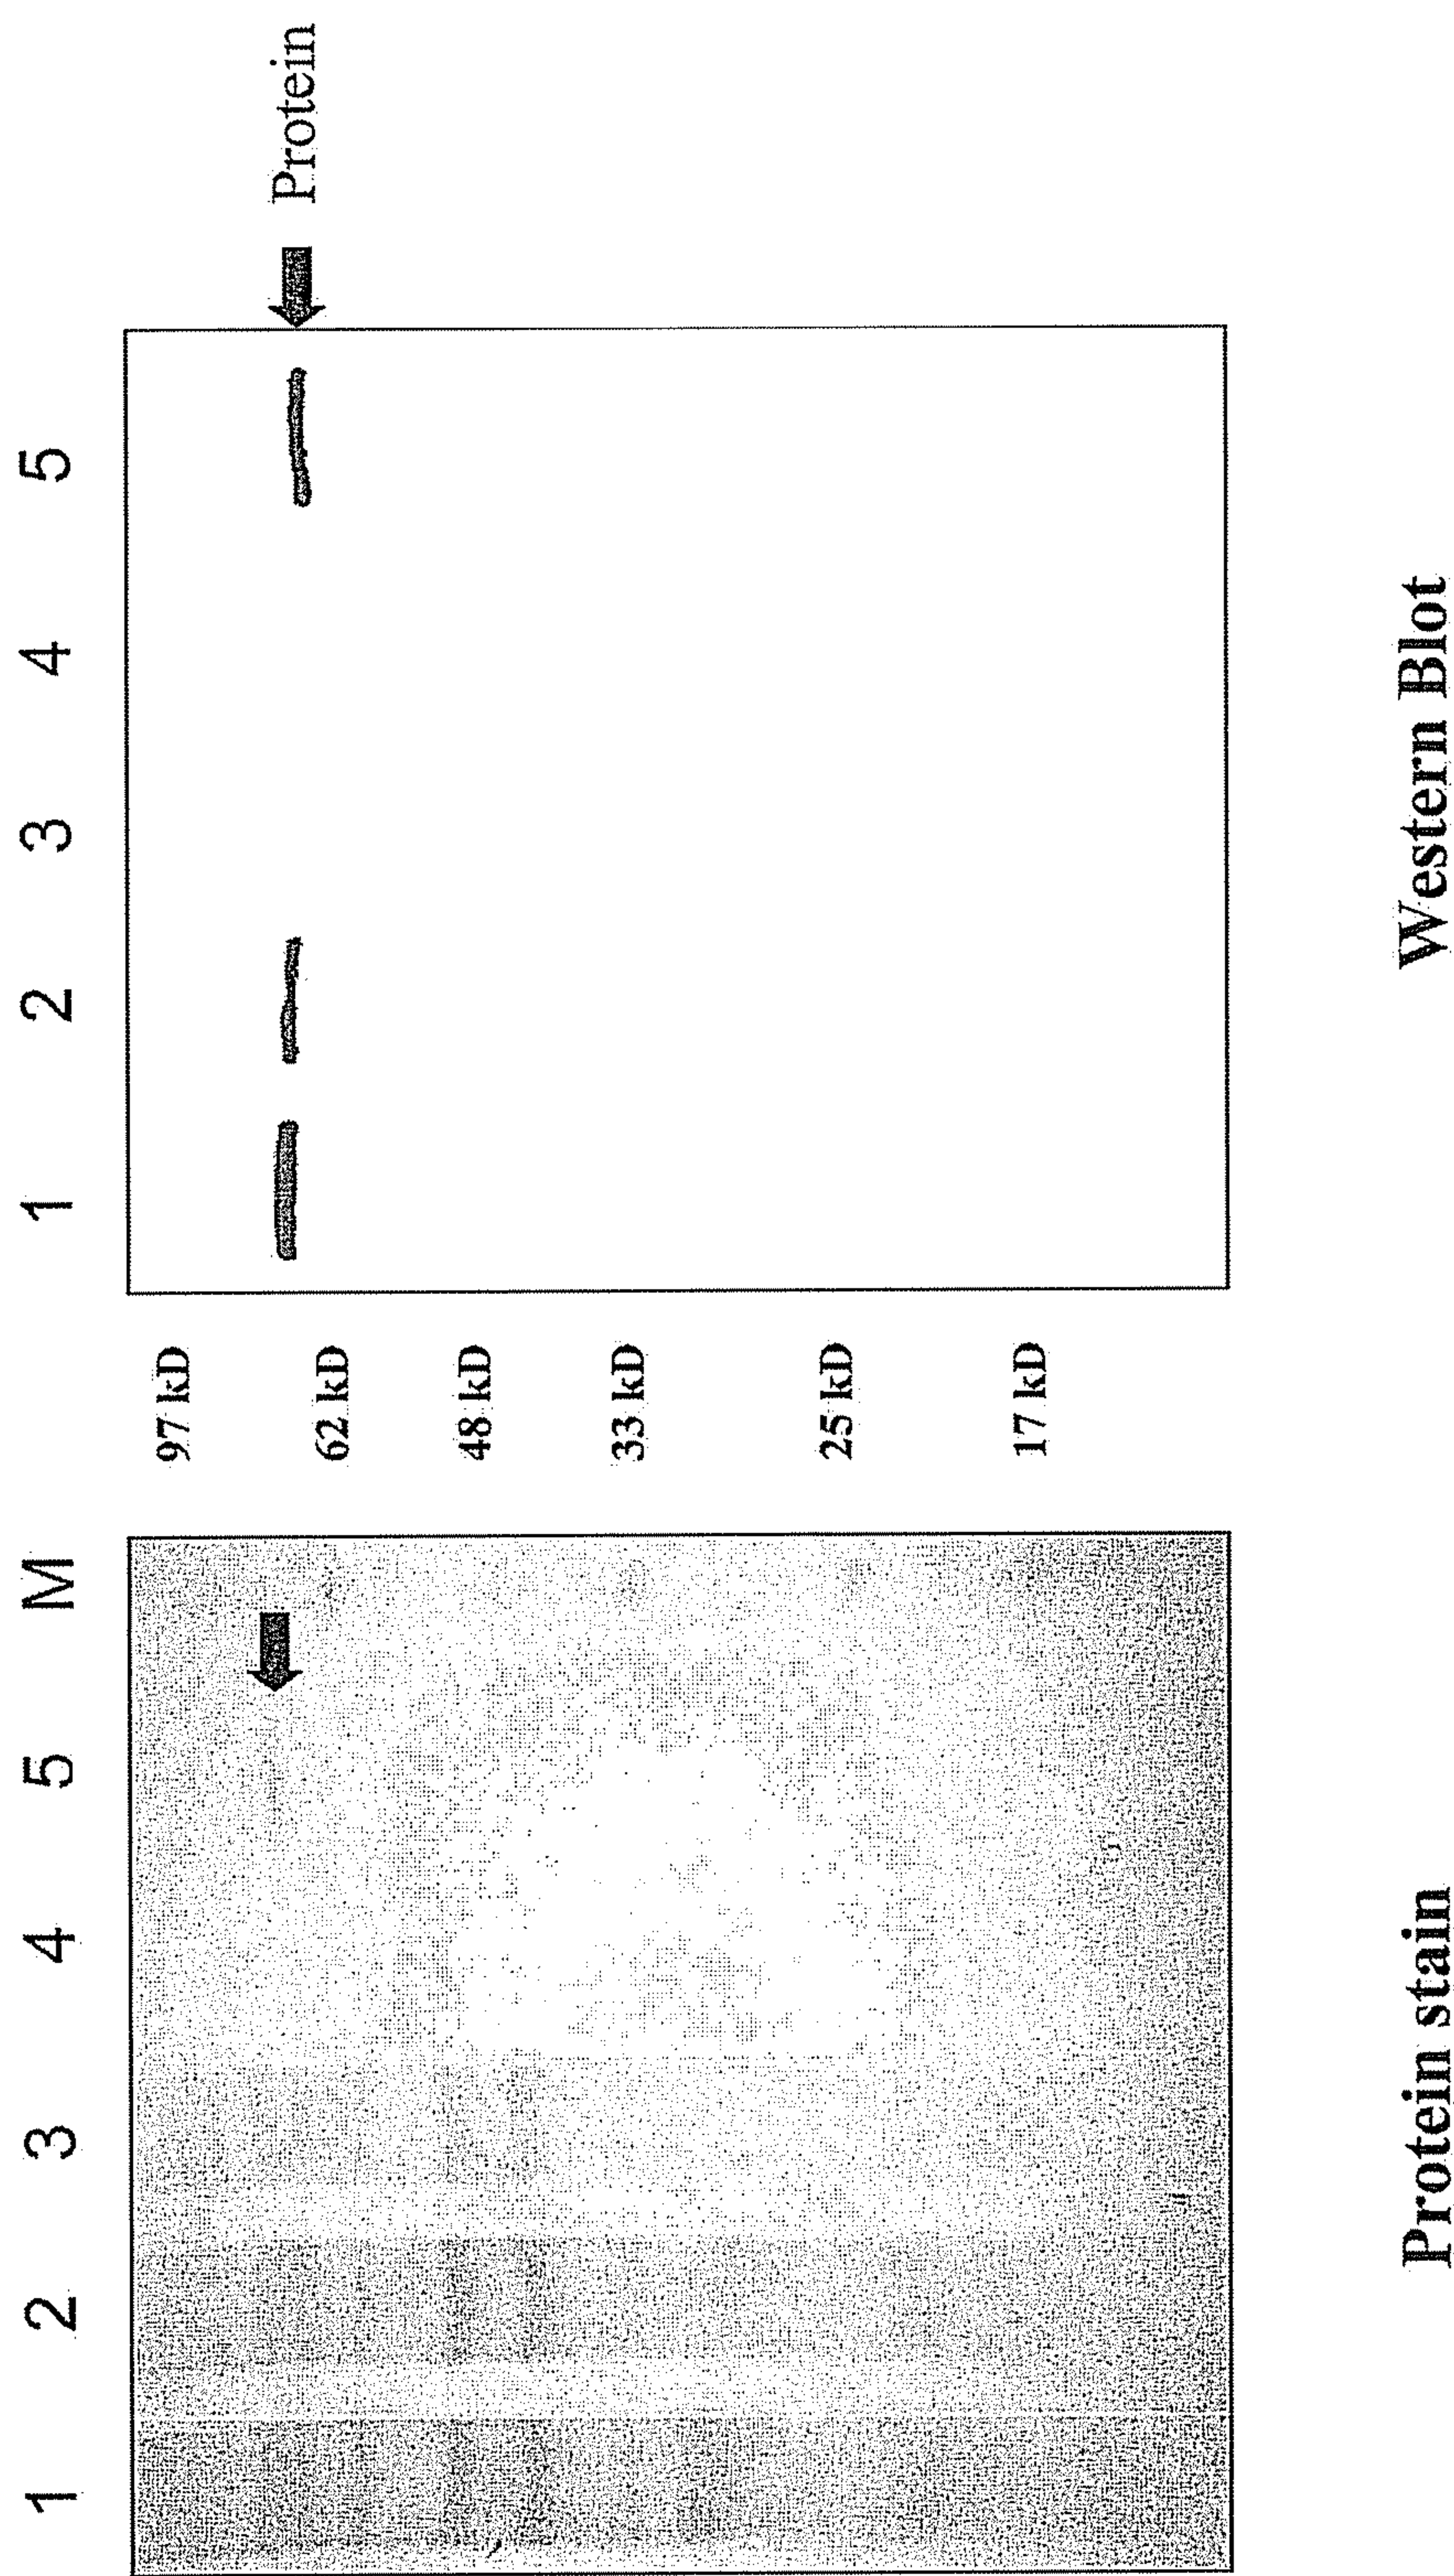 1 2 3 4 5 M
1 2 3 4 5
97 kD
62 kD
48 kD
33 kD
25 kD
17 kD
Protein
Protein stain
Western Blot